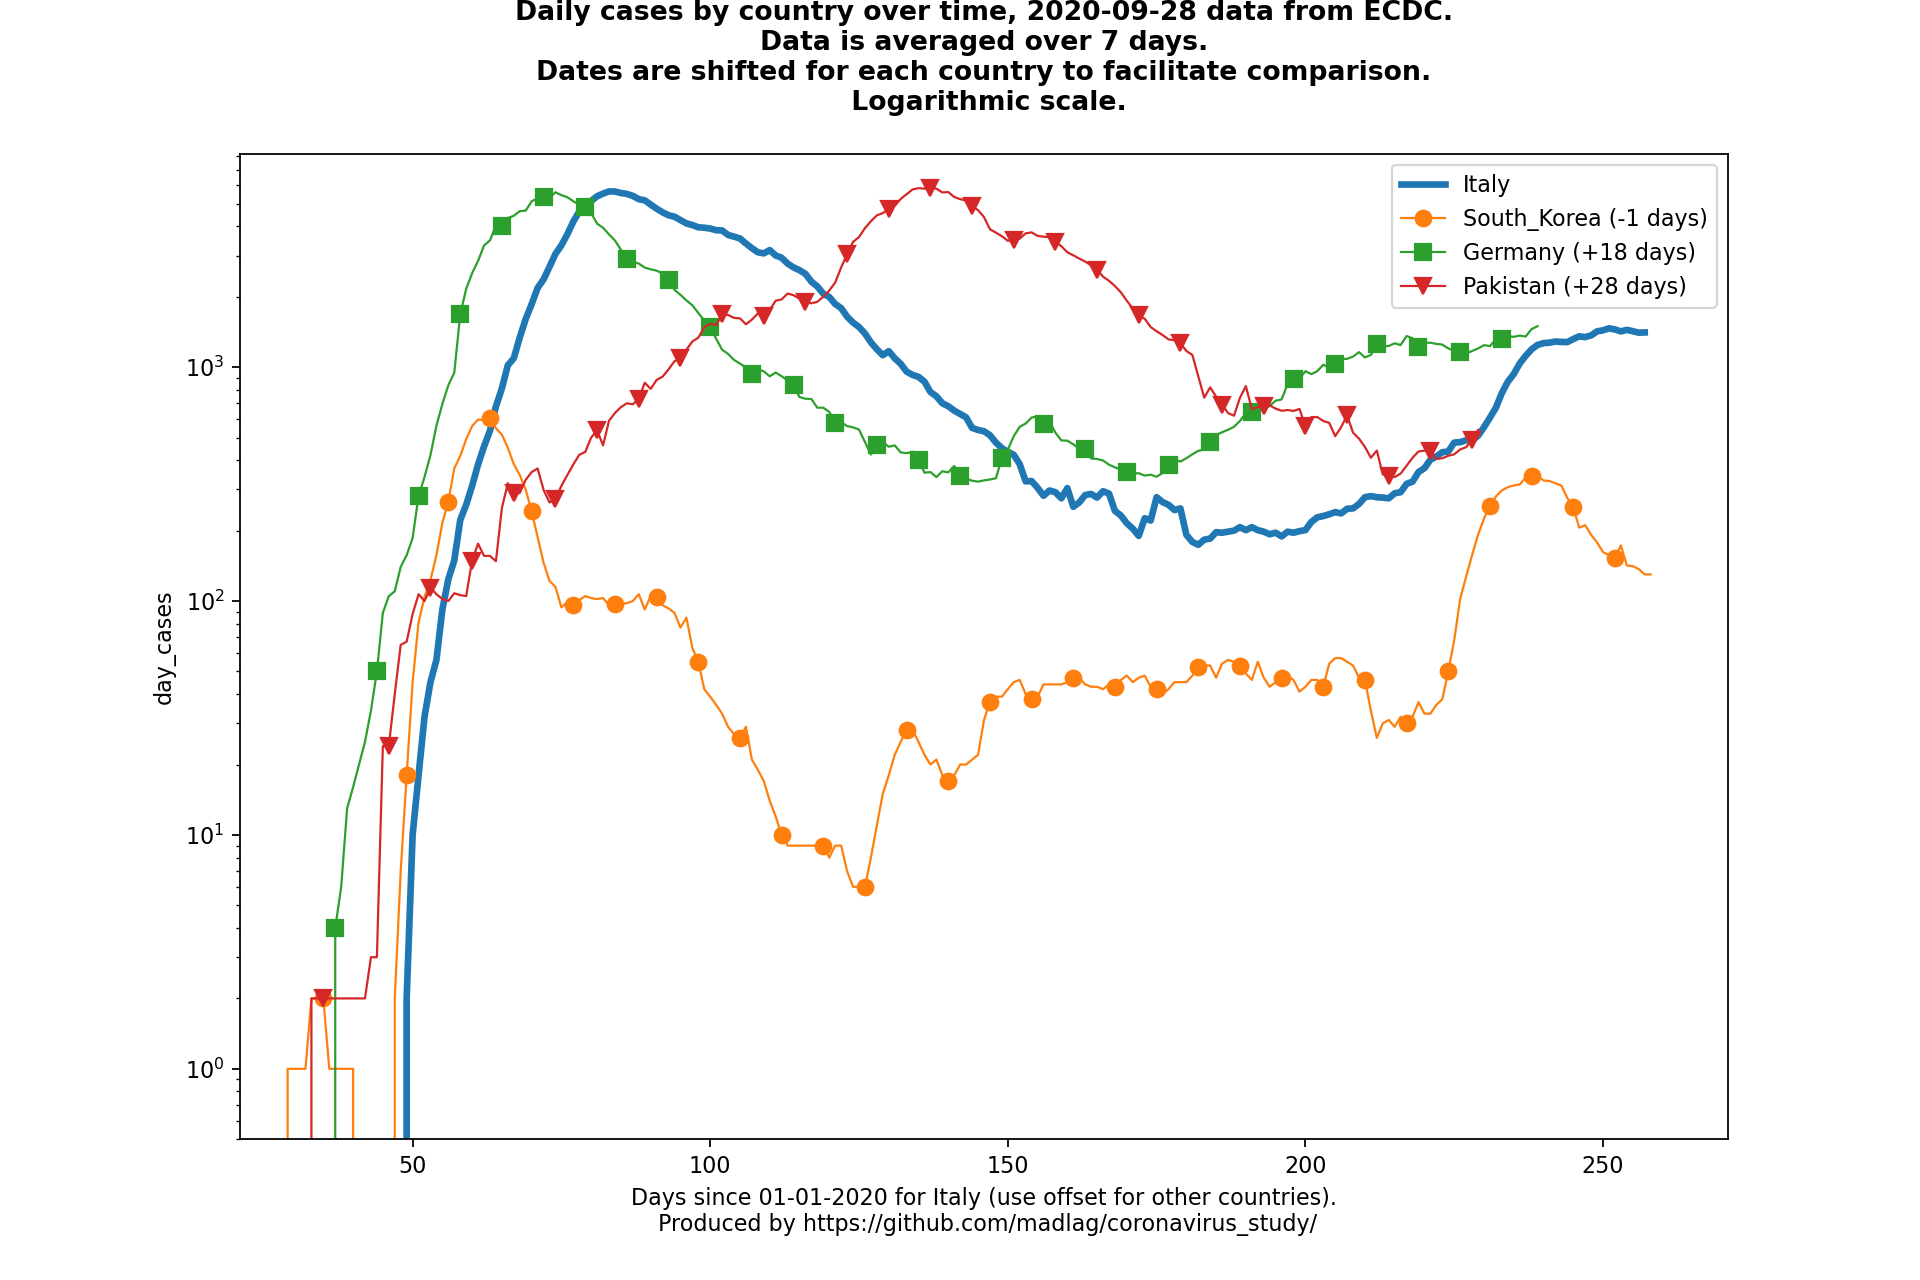 Daily cases by country over time, 2020-09-28 data from ECDC.
Data is averaged over 7 days.
Dates are shifted for each country to facilitate comparison.
Logarithmic scale.
Italy
South_Korea (-1 days)
Germany (+18 days)
Pakistan (+28 days)
day_cases
10³
10²
10¹
10⁰
50 100 150 200 250
Days since 01-01-2020 for Italy (use offset for other countries).
Produced by https://github.com/madlag/coronavirus_study/